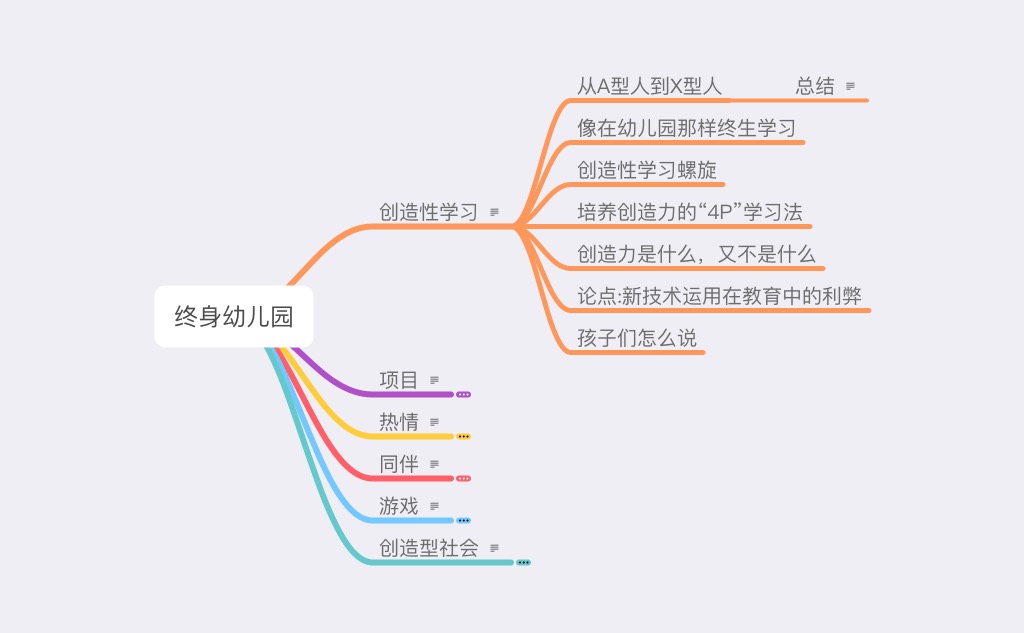 从A型人到X型人
总结
像在幼儿园那样终生学习
创造性学习螺旋
创造性学习
培养创造力的“4P”学习法
创造力是什么，又不是什么
论点:新技术运用在教育中的利弊
终身幼儿园
孩子们怎么说
项目
热情
同伴
游戏
创造型社会